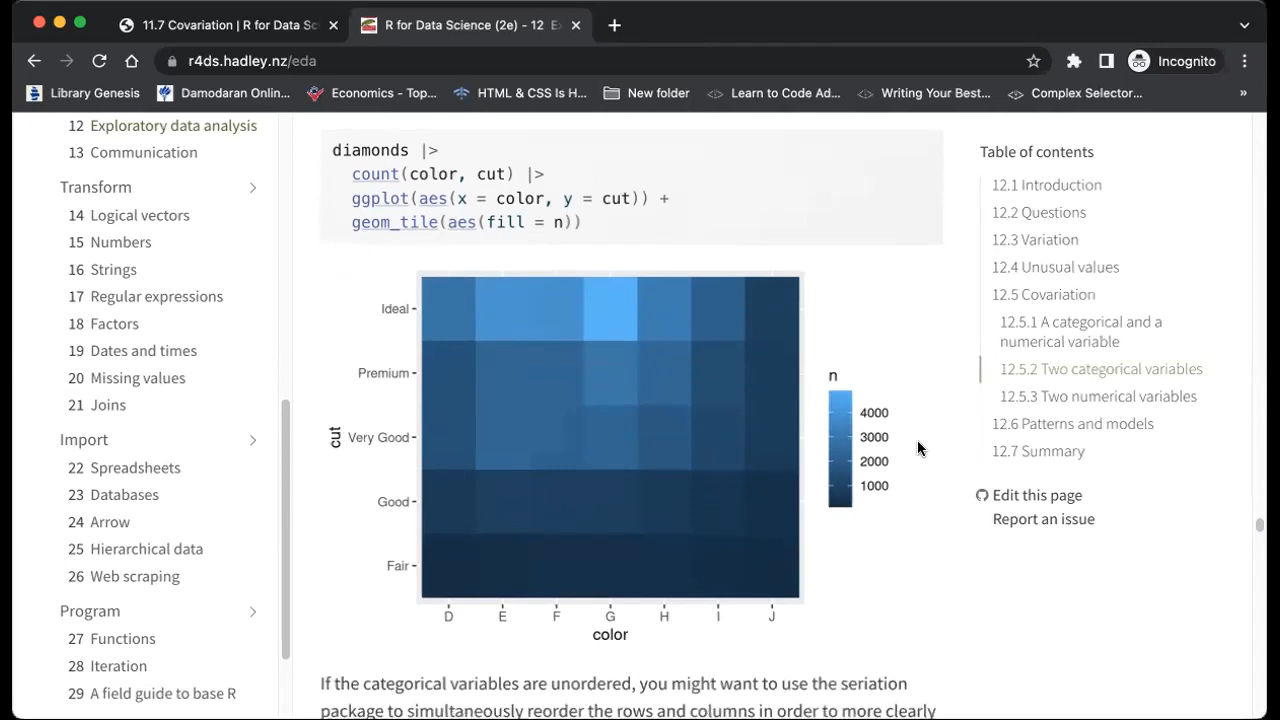 11.7 Covariation | R for Data Sc
R for Data Science (2e) - 12 Ex
r4ds.hadley.nz/eda
Incognito
Library Genesis
Damodaran Onlin...
Economics - Top...
HTML & CSS Is H...
New folder
Learn to Code Ad...
Writing Your Best...
Complex Selector...
»
12 Exploratory data analysis
13 Communication
Transform
14 Logical vectors
15 Numbers
16 Strings
17 Regular expressions
18 Factors
19 Dates and times
20 Missing values
21 Joins
Import
22 Spreadsheets
23 Databases
24 Arrow
25 Hierarchical data
26 Web scraping
Program
27 Functions
28 Iteration
29 A field guide to base R
diamonds |>
count(color, cut) |>
ggplot(aes(x = color, y = cut)) +
geom_tile(aes(fill = n))
cut
Ideal
Premium
Very Good
Good
Fair
D E F G H I J
color
n
4000
3000
2000
1000
If the categorical variables are unordered, you might want to use the seriation
package to simultaneously reorder the rows and columns in order to more clearly
Table of contents
12.1 Introduction
12.2 Questions
12.3 Variation
12.4 Unusual values
12.5 Covariation
12.5.1 A categorical and a
numerical variable
12.5.2 Two categorical variables
12.5.3 Two numerical variables
12.6 Patterns and models
12.7 Summary
Edit this page
Report an issue